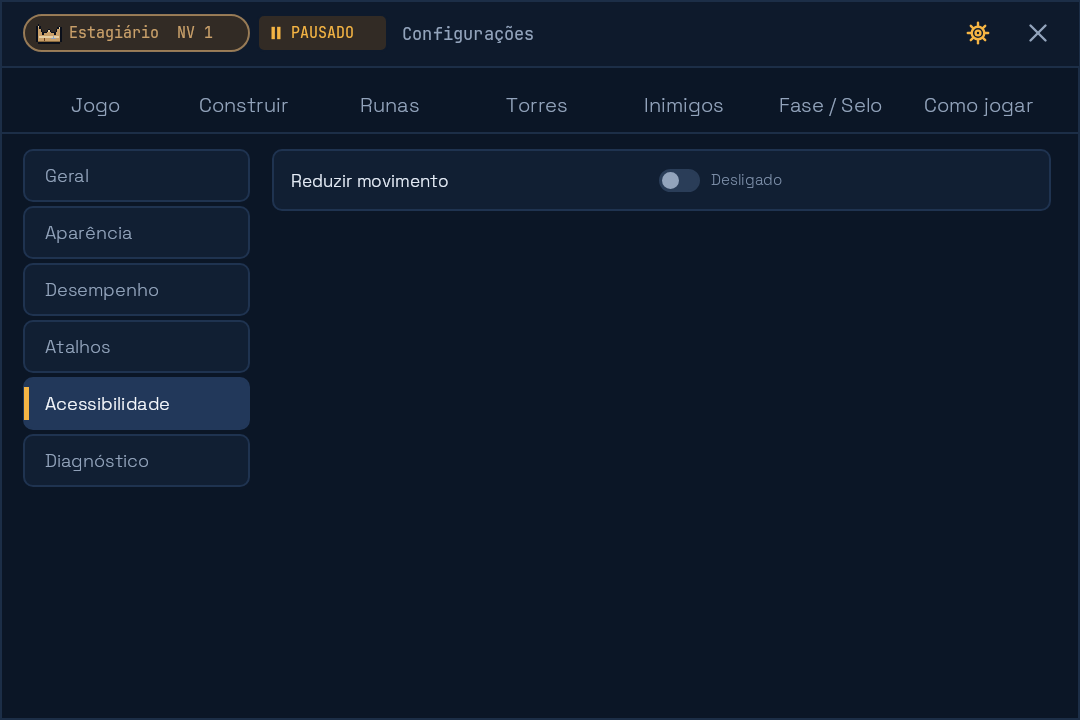 Estagiário NV 1
PAUSADO
Configurações
Jogo
Construir
Runas
Torres
Inimigos
Fase / Selo
Como jogar
Geral
Aparência
Desempenho
Atalhos
Acessibilidade
Diagnóstico
Reduzir movimento
Desligado